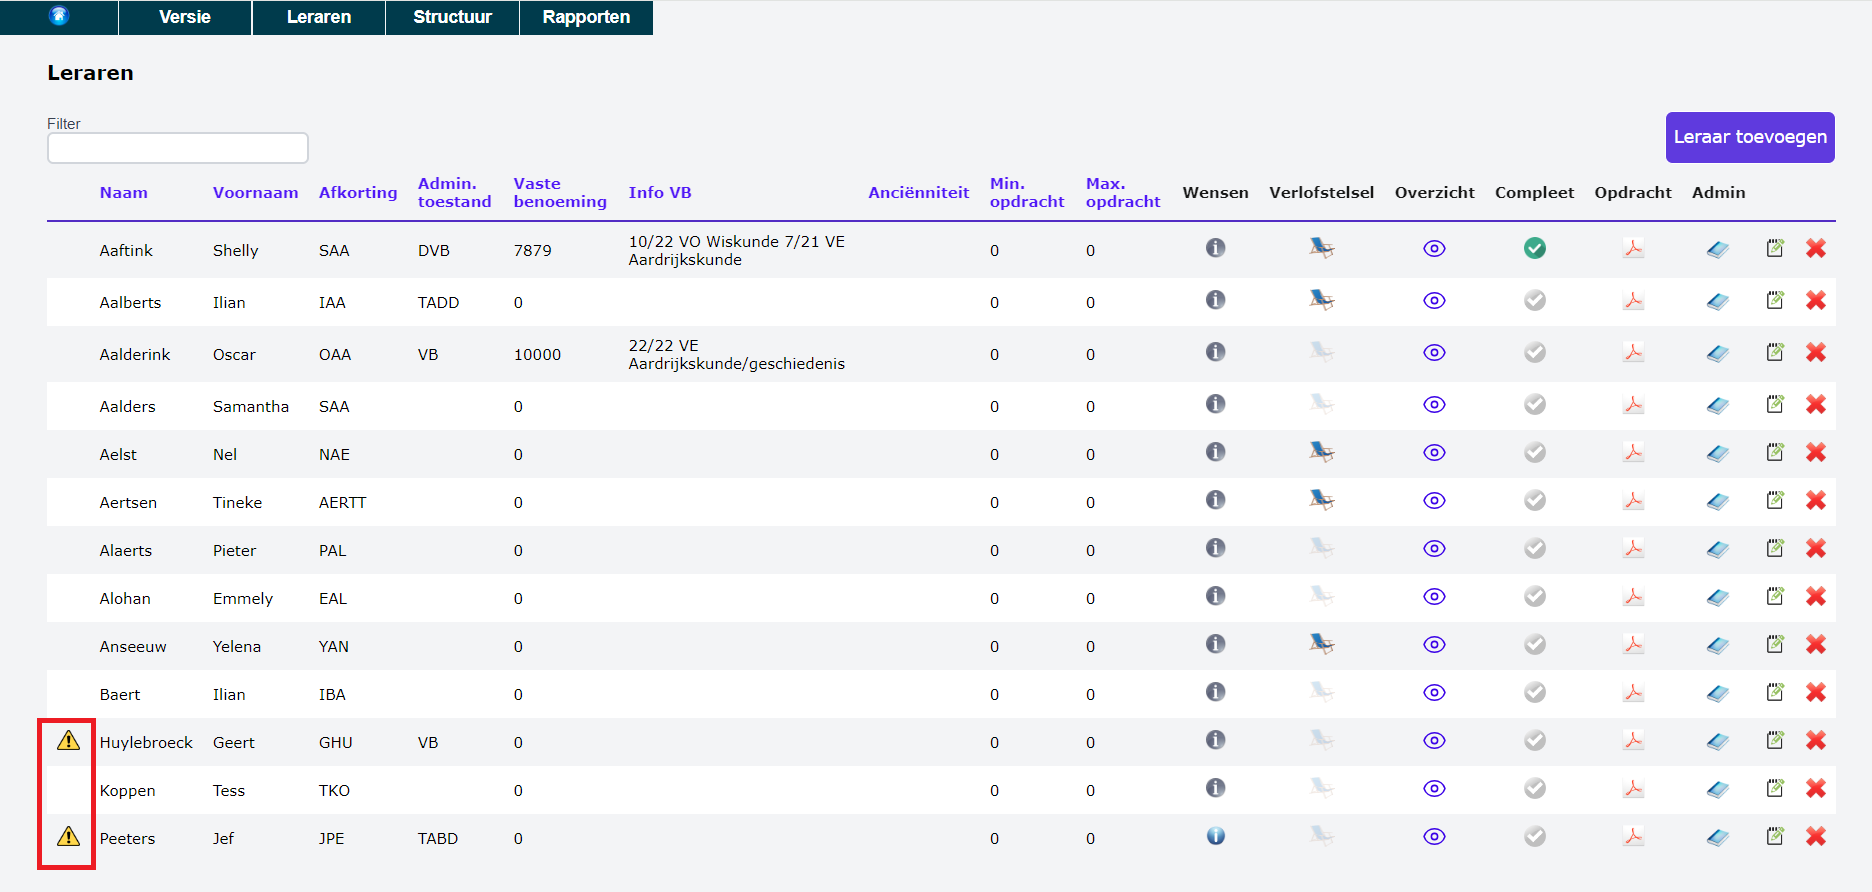 Versie Leraren Structuur Rapporten
Leraren
Filter
Leraar toevoegen
Naam Voornaam Afkorting Admin. toestand Vaste benoeming Info VB Anciënniteit Min. opdracht Max. opdracht Wensen Verlofstelsel Overzicht Compleet Opdracht Admin
Aaftink Shelly SAA DVB 7879 10/22 VO Wiskunde 7/21 VE Aardrijkskunde 0 0
Aalberts Ilian IAA TADD 0 0 0
Aalderink Oscar OAA VB 10000 22/22 VE Aardrijkskunde/geschiedenis 0 0
Aalders Samantha SAA 0 0 0
Aelst Nel NAE 0 0 0
Aertsen Tineke AERTT 0 0 0
Alaerts Pieter PAL 0 0 0
Alohan Emmely EAL 0 0 0
Anseeuw Yelena YAN 0 0 0
Baert Ilian IBA 0 0 0
Huylebroeck Geert GHU VB 0 0 0
Koppen Tess TKO 0 0 0
Peeters Jef JPE TABD 0 0 0